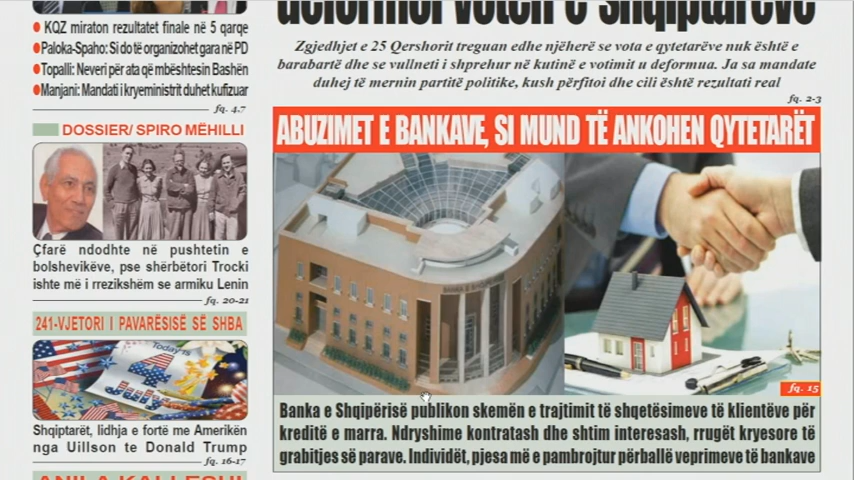 KQZ miraton rezultatet finale në 5 qarqe
Paloka-Spaho: Si do të organizohet gara në PD
Topalli: Neveri për ata që mbështesin Bashën
Manjani: Mandati i kryeministrit duhet kufizuar
fq. 4,7
DOSSIER/ SPIRO MËHILLI
Çfarë ndodhte në pushtetin e
bolshevikëve, pse shërbëtori Trocki
ishte më i rrezikshëm se armiku Lenin
fq. 20-21
241-VJETORI I PAVARËSISË SË SHBA
Today is
4
July
Shqiptarët, lidhja e fortë me Amerikën
nga Uillson te Donald Trump
fq. 16-17
deformoi votën e shqiptarëve
Zgjedhjet e 25 Qershorit treguan edhe njëherë se vota e qytetarëve nuk është e
barabartë dhe se vullneti i shprehur në kutinë e votimit u deformua. Ja sa mandate
duhej të merrnin partitë politike, kush përfitoi dhe cili është rezultati real
fq. 2-3
ABUZIMET E BANKAVE, SI MUND TË ANKOHEN QYTETARËT
BANKA E SHQIPËRISË
fq. 15
Banka e Shqipërisë publikon skemën e trajtimit të shqetësimeve të klientëve për
kreditë e marra. Ndryshime kontratash dhe shtim interesash, rrugët kryesore të
grabitjes së parave. Individët, pjesa më e pambrojtur përballë veprimeve të bankave